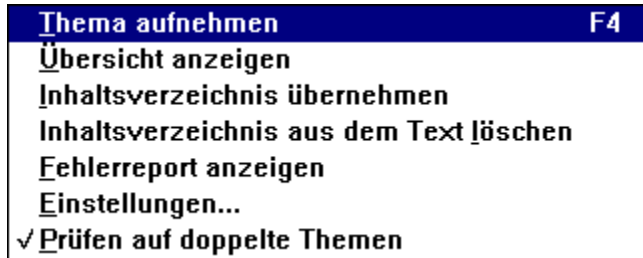 Thema aufnehmen F4
Übersicht anzeigen
Inhaltsverzeichnis übernehmen
Inhaltsverzeichnis aus dem Text löschen
Fehlerreport anzeigen
Einstellungen...
√ Prüfen auf doppelte Themen